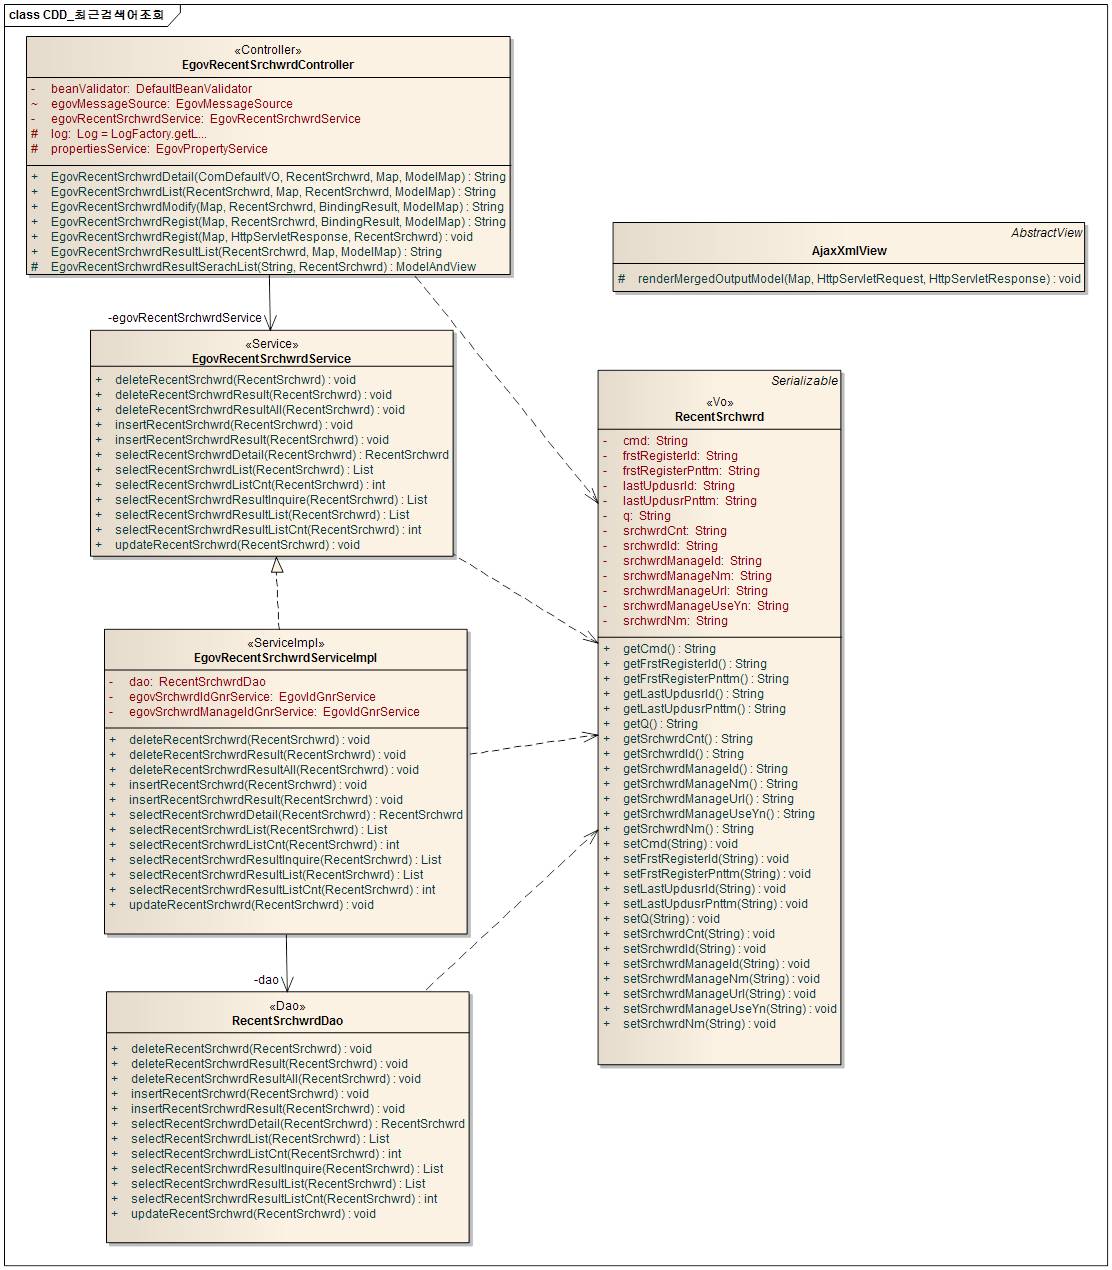 class CDD_최근검색어조회
«Controller»
EgovRecentSrchwrdController
- beanValidator: DefaultBeanValidator
~ egovMessageSource: EgovMessageSource
- egovRecentSrchwrdService: EgovRecentSrchwrdService
# log: Log = LogFactory.getL...
# propertiesService: EgovPropertyService
+ EgovRecentSrchwrdDetail(ComDefaultVO, RecentSrchwrd, Map, ModelMap) : String
+ EgovRecentSrchwrdList(RecentSrchwrd, Map, RecentSrchwrd, ModelMap) : String
+ EgovRecentSrchwrdModify(Map, RecentSrchwrd, BindingResult, ModelMap) : String
+ EgovRecentSrchwrdRegist(Map, RecentSrchwrd, BindingResult, ModelMap) : String
+ EgovRecentSrchwrdRegist(Map, HttpServletResponse, RecentSrchwrd) : void
+ EgovRecentSrchwrdResultList(RecentSrchwrd, Map, ModelMap) : String
# EgovRecentSrchwrdResultSerachList(String, RecentSrchwrd) : ModelAndView
AbstractView
AjaxXmlView
# renderMergedOutputModel(Map, HttpServletRequest, HttpServletResponse) : void
-egovRecentSrchwrdService
«Service»
EgovRecentSrchwrdService
+ deleteRecentSrchwrd(RecentSrchwrd) : void
+ deleteRecentSrchwrdResult(RecentSrchwrd) : void
+ deleteRecentSrchwrdResultAll(RecentSrchwrd) : void
+ insertRecentSrchwrd(RecentSrchwrd) : void
+ insertRecentSrchwrdResult(RecentSrchwrd) : void
+ selectRecentSrchwrdDetail(RecentSrchwrd) : RecentSrchwrd
+ selectRecentSrchwrdList(RecentSrchwrd) : List
+ selectRecentSrchwrdListCnt(RecentSrchwrd) : int
+ selectRecentSrchwrdResultInquire(RecentSrchwrd) : List
+ selectRecentSrchwrdResultList(RecentSrchwrd) : List
+ selectRecentSrchwrdResultListCnt(RecentSrchwrd) : int
+ updateRecentSrchwrd(RecentSrchwrd) : void
«ServiceImpl»
EgovRecentSrchwrdServiceImpl
- dao: RecentSrchwrdDao
- egovSrchwrdIdGnrService: EgovIdGnrService
- egovSrchwrdManageIdGnrService: EgovIdGnrService
+ deleteRecentSrchwrd(RecentSrchwrd) : void
+ deleteRecentSrchwrdResult(RecentSrchwrd) : void
+ deleteRecentSrchwrdResultAll(RecentSrchwrd) : void
+ insertRecentSrchwrd(RecentSrchwrd) : void
+ insertRecentSrchwrdResult(RecentSrchwrd) : void
+ selectRecentSrchwrdDetail(RecentSrchwrd) : RecentSrchwrd
+ selectRecentSrchwrdList(RecentSrchwrd) : List
+ selectRecentSrchwrdListCnt(RecentSrchwrd) : int
+ selectRecentSrchwrdResultInquire(RecentSrchwrd) : List
+ selectRecentSrchwrdResultList(RecentSrchwrd) : List
+ selectRecentSrchwrdResultListCnt(RecentSrchwrd) : int
+ updateRecentSrchwrd(RecentSrchwrd) : void
-dao
«Dao»
RecentSrchwrdDao
+ deleteRecentSrchwrd(RecentSrchwrd) : void
+ deleteRecentSrchwrdResult(RecentSrchwrd) : void
+ deleteRecentSrchwrdResultAll(RecentSrchwrd) : void
+ insertRecentSrchwrd(RecentSrchwrd) : void
+ insertRecentSrchwrdResult(RecentSrchwrd) : void
+ selectRecentSrchwrdDetail(RecentSrchwrd) : RecentSrchwrd
+ selectRecentSrchwrdList(RecentSrchwrd) : List
+ selectRecentSrchwrdListCnt(RecentSrchwrd) : int
+ selectRecentSrchwrdResultInquire(RecentSrchwrd) : List
+ selectRecentSrchwrdResultList(RecentSrchwrd) : List
+ selectRecentSrchwrdResultListCnt(RecentSrchwrd) : int
+ updateRecentSrchwrd(RecentSrchwrd) : void
Serializable
«Vo»
RecentSrchwrd
- cmd: String
- frstRegisterId: String
- frstRegisterPnttm: String
- lastUpdusrId: String
- lastUpdusrPnttm: String
- q: String
- srchwrdCnt: String
- srchwrdId: String
- srchwrdManageId: String
- srchwrdManageNm: String
- srchwrdManageUrl: String
- srchwrdManageUseYn: String
- srchwrdNm: String
+ getCmd() : String
+ getFrstRegisterId() : String
+ getFrstRegisterPnttm() : String
+ getLastUpdusrId() : String
+ getLastUpdusrPnttm() : String
+ getQ() : String
+ getSrchwrdCnt() : String
+ getSrchwrdId() : String
+ getSrchwrdManageId() : String
+ getSrchwrdManageNm() : String
+ getSrchwrdManageUrl() : String
+ getSrchwrdManageUseYn() : String
+ getSrchwrdNm() : String
+ setCmd(String) : void
+ setFrstRegisterId(String) : void
+ setFrstRegisterPnttm(String) : void
+ setLastUpdusrId(String) : void
+ setLastUpdusrPnttm(String) : void
+ setQ(String) : void
+ setSrchwrdCnt(String) : void
+ setSrchwrdId(String) : void
+ setSrchwrdManageId(String) : void
+ setSrchwrdManageNm(String) : void
+ setSrchwrdManageUrl(String) : void
+ setSrchwrdManageUseYn(String) : void
+ setSrchwrdNm(String) : void